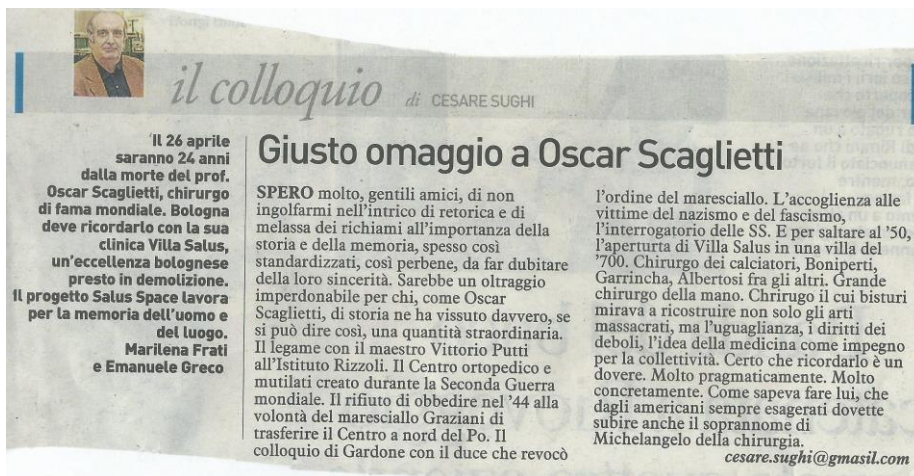 il colloquio di CESARE SUGHI
Il 26 aprile
saranno 24 anni
dalla morte del prof.
Oscar Scaglietti, chirurgo
di fama mondiale. Bologna
deve ricordarlo con la sua
clinica Villa Salus,
un'eccellenza bolognese
presto in demolizione.
Il progetto Salus Space lavora
per la memoria dell'uomo e
del luogo.
Marilena Frati
e Emanuele Greco
Giusto omaggio a Oscar Scaglietti
SPERO molto, gentili amici, di non
ingolfarmi nell'intrico di retorica e di
melassa dei richiami all'importanza della
storia e della memoria, spesso così
standardizzati, così perbene, da far dubitare
della loro sincerità. Sarebbe un oltraggio
imperdonabile per chi, come Oscar
Scaglietti, di storia ne ha vissuto davvero, se
si può dire così, una quantità straordinaria.
Il legame con il maestro Vittorio Putti
all'Istituto Rizzoli. Il Centro ortopedico e
mutilati creato durante la Seconda Guerra
mondiale. Il rifiuto di obbedire nel '44 alla
volontà del maresciallo Graziani di
trasferire il Centro a nord del Po. Il
colloquio di Gardone con il duce che revocò
l'ordine del maresciallo. L'accoglienza alle
vittime del nazismo e del fascismo,
l'interrogatorio delle SS. E per saltare al '50,
l'aperturta di Villa Salus in una villa del
'700. Chirurgo dei calciatori, Boniperti,
Garrincha, Albertosi fra gli altri. Grande
chirurgo della mano. Chrirugo il cui bisturi
mirava a ricostruire non solo gli arti
massacrati, ma l'uguaglianza, i diritti dei
deboli, l'idea della medicina come impegno
per la collettività. Certo che ricordarlo è un
dovere. Molto pragmaticamente. Molto
concretamente. Come sapeva fare lui, che
dagli americani sempre esagerati dovette
subire anche il soprannome di
Michelangelo della chirurgia.
cesare.sughi@gmasil.com